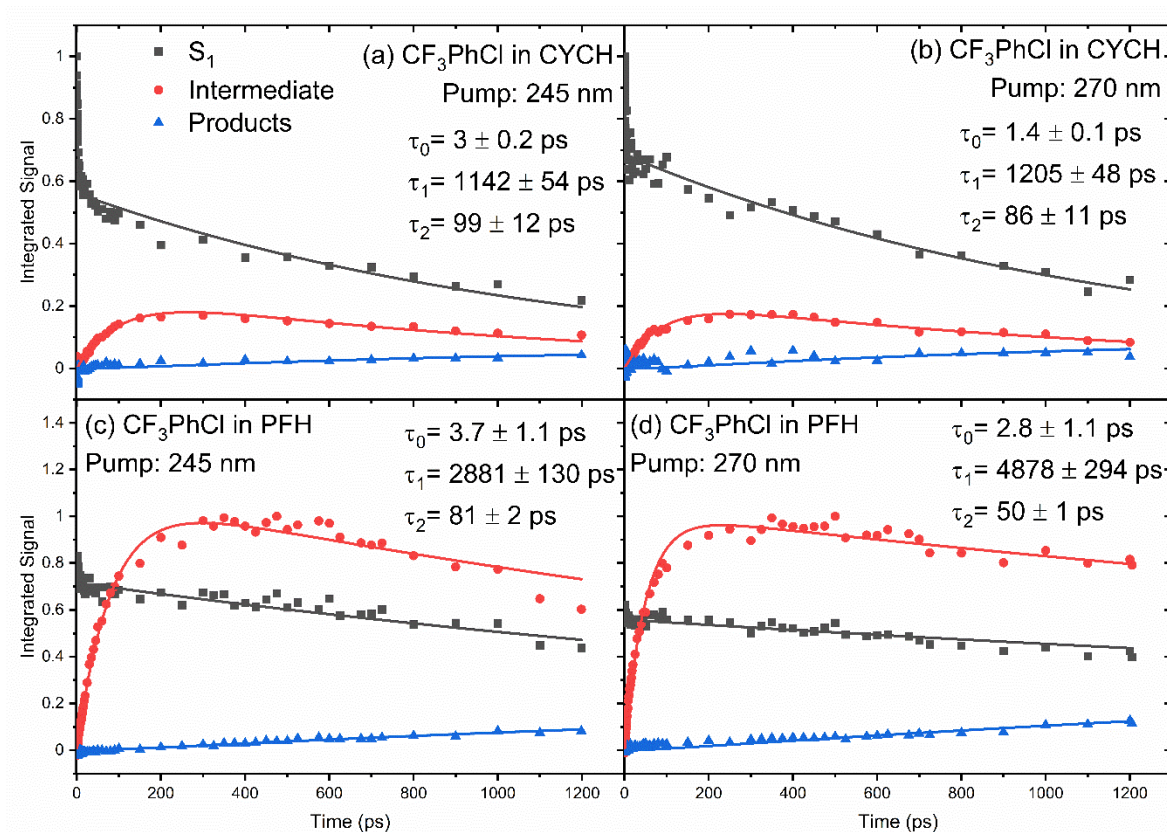 S₁
Intermediate
Products
(a) CF₃PhCl in CYCH
Pump: 245 nm
τ₀= 3 ± 0.2 ps
τ₁= 1142 ± 54 ps
τ₂= 99 ± 12 ps
(b) CF₃PhCl in CYCH
Pump: 270 nm
τ₀= 1.4 ± 0.1 ps
τ₁= 1205 ± 48 ps
τ₂= 86 ± 11 ps
1
0.8
0.6
0.4
0.2
0
Integrated Signal
(c) CF₃PhCl in PFH
Pump: 245 nm
τ₀= 3.7 ± 1.1 ps
τ₁= 2881 ± 130 ps
τ₂= 81 ± 2 ps
(d) CF₃PhCl in PFH
Pump: 270 nm
τ₀= 2.8 ± 1.1 ps
τ₁= 4878 ± 294 ps
τ₂= 50 ± 1 ps
1.4
1.2
1
0.8
0.6
0.4
0.2
0
Integrated Signal
0 200 400 600 800 1000 1200
0 200 400 600 800 1000 1200
Time (ps)
Time (ps)